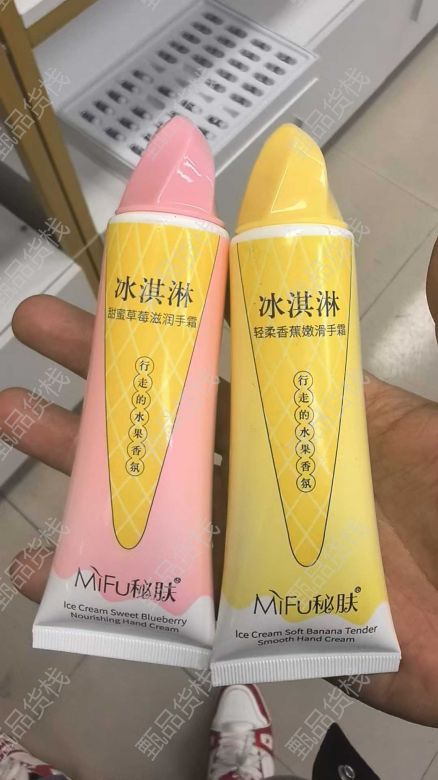 冰淇淋
甜蜜草莓滋润手霜
行走的水果香氛
MiFu秘肤®
Ice Cream Sweet Blueberry
Nourishing Hand Cream
冰淇淋
轻柔香蕉嫩滑手霜
行走的水果香氛
MiFu秘肤®
Ice Cream Soft Banana Tender
Smooth Hand Cream
甄品货栈